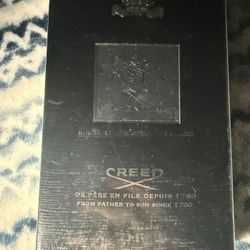 CREED
DE PÈRE EN FILS DEPUIS 1760
FROM FATHER TO SON SINCE 1760